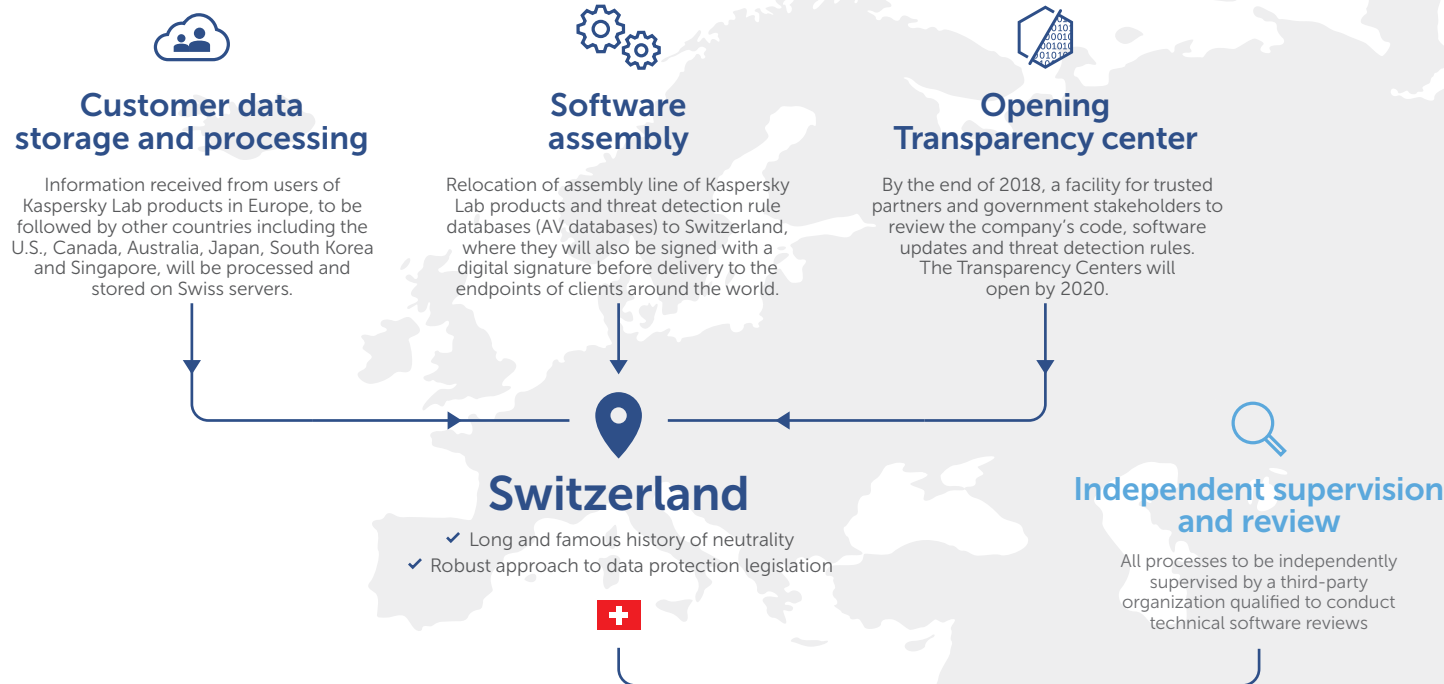 Customer data
storage and processing
Information received from users of
Kaspersky Lab products in Europe, to be
followed by other countries including the
U.S., Canada, Australia, Japan, South Korea
and Singapore, will be processed and
stored on Swiss servers.
Software
assembly
Relocation of assembly line of Kaspersky
Lab products and threat detection rule
databases (AV databases) to Switzerland,
where they will also be signed with a
digital signature before delivery to the
endpoints of clients around the world.
Opening
Transparency center
By the end of 2018, a facility for trusted
partners and government stakeholders to
review the company’s code, software
updates and threat detection rules.
The Transparency Centers will
open by 2020.
Switzerland
Long and famous history of neutrality
Robust approach to data protection legislation
Independent supervision
and review
All processes to be independently
supervised by a third-party
organization qualified to conduct
technical software reviews